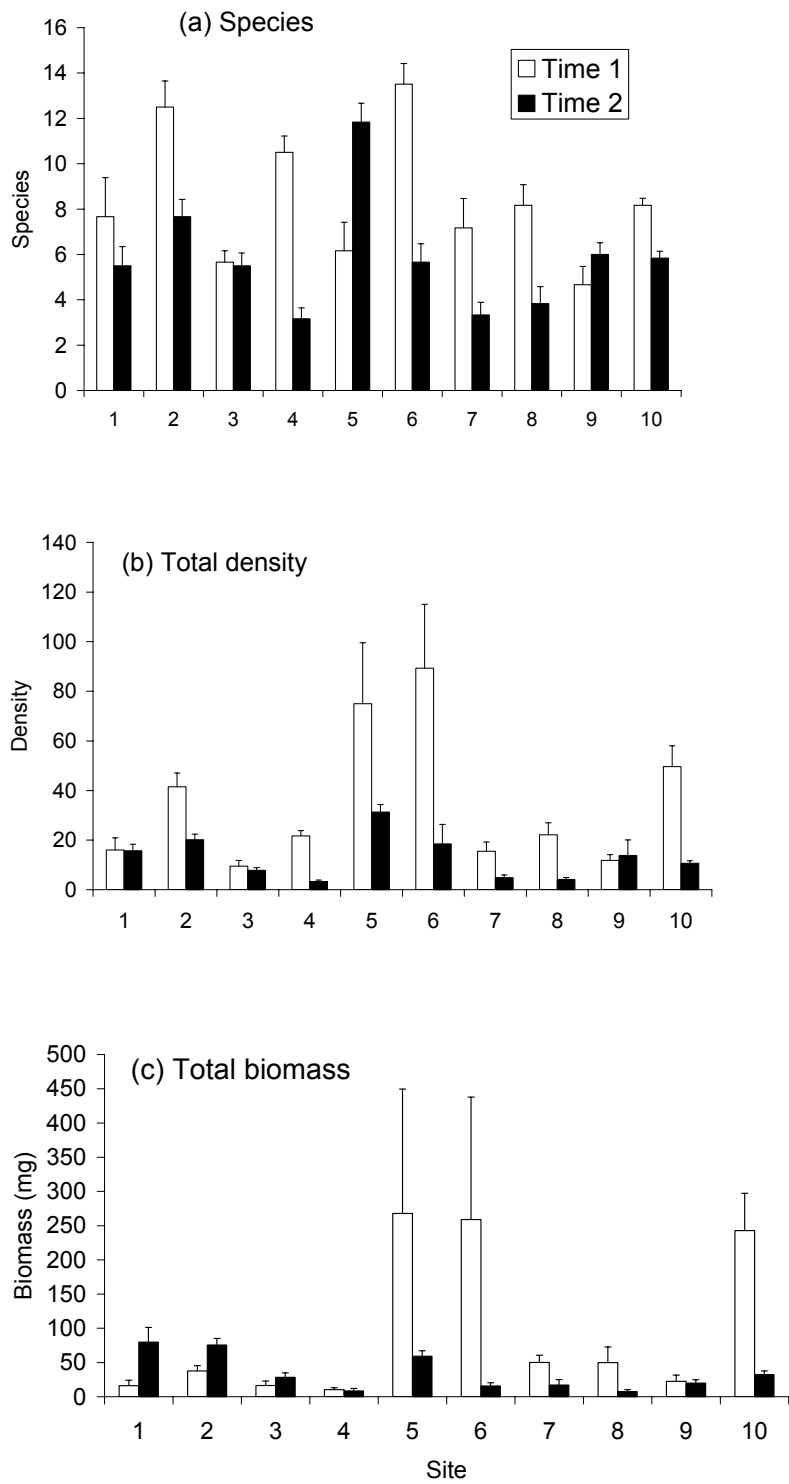 (a) Species
Time 1
Time 2
Species
16
14
12
10
8
6
4
2
0
1 2 3 4 5 6 7 8 9 10
(b) Total density
Density
140
120
100
80
60
40
20
0
1 2 3 4 5 6 7 8 9 10
(c) Total biomass
Biomass (mg)
500
450
400
350
300
250
200
150
100
50
0
1 2 3 4 5 6 7 8 9 10
Site